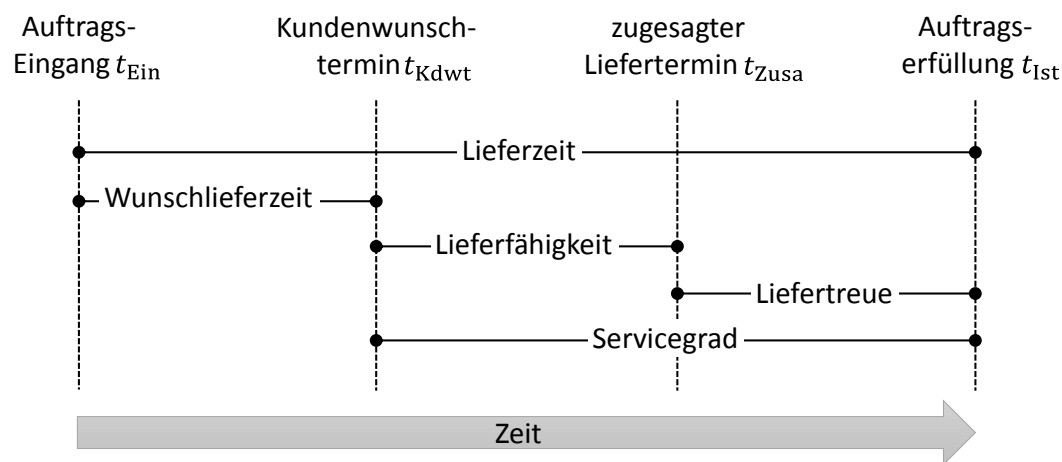 Auftrags-
Eingang t_Ein
Kundenwunsch-
termin t_Kdwt
zugesagter
Liefertermin t_Zusa
Auftrags-
erfüllung t_Ist
Lieferzeit
Wunschlieferzeit
Lieferfähigkeit
Liefertreue
Servicegrad
Zeit